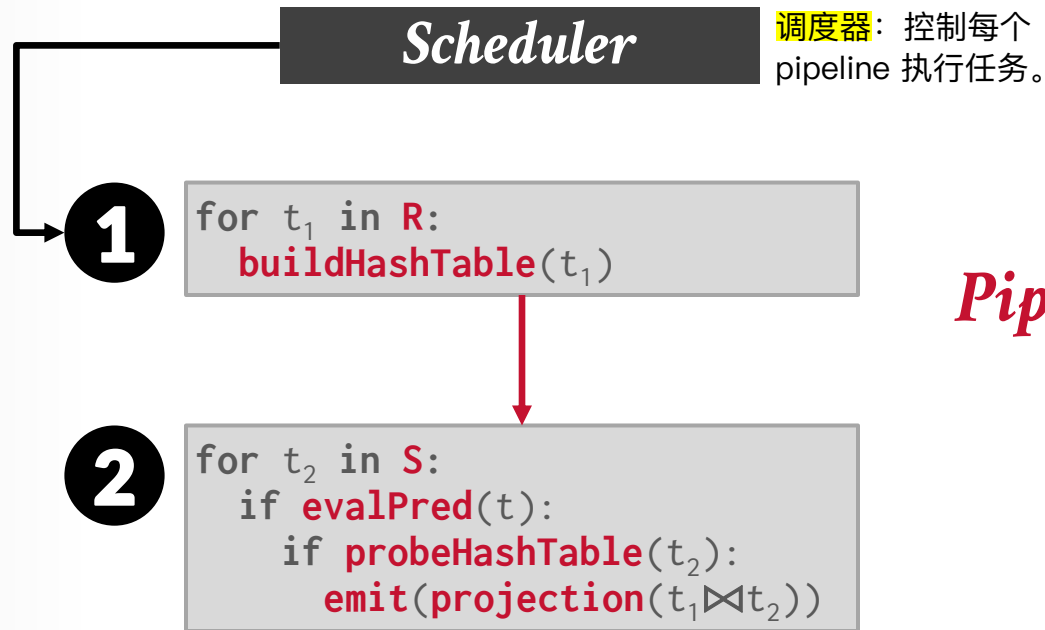 Scheduler
调度器：控制每个
pipeline 执行任务。
1
for t₁ in R:
buildHashTable(t₁)
Pip
2
for t₂ in S:
if evalPred(t):
if probeHashTable(t₂):
emit(projection(t₁⋈t₂))